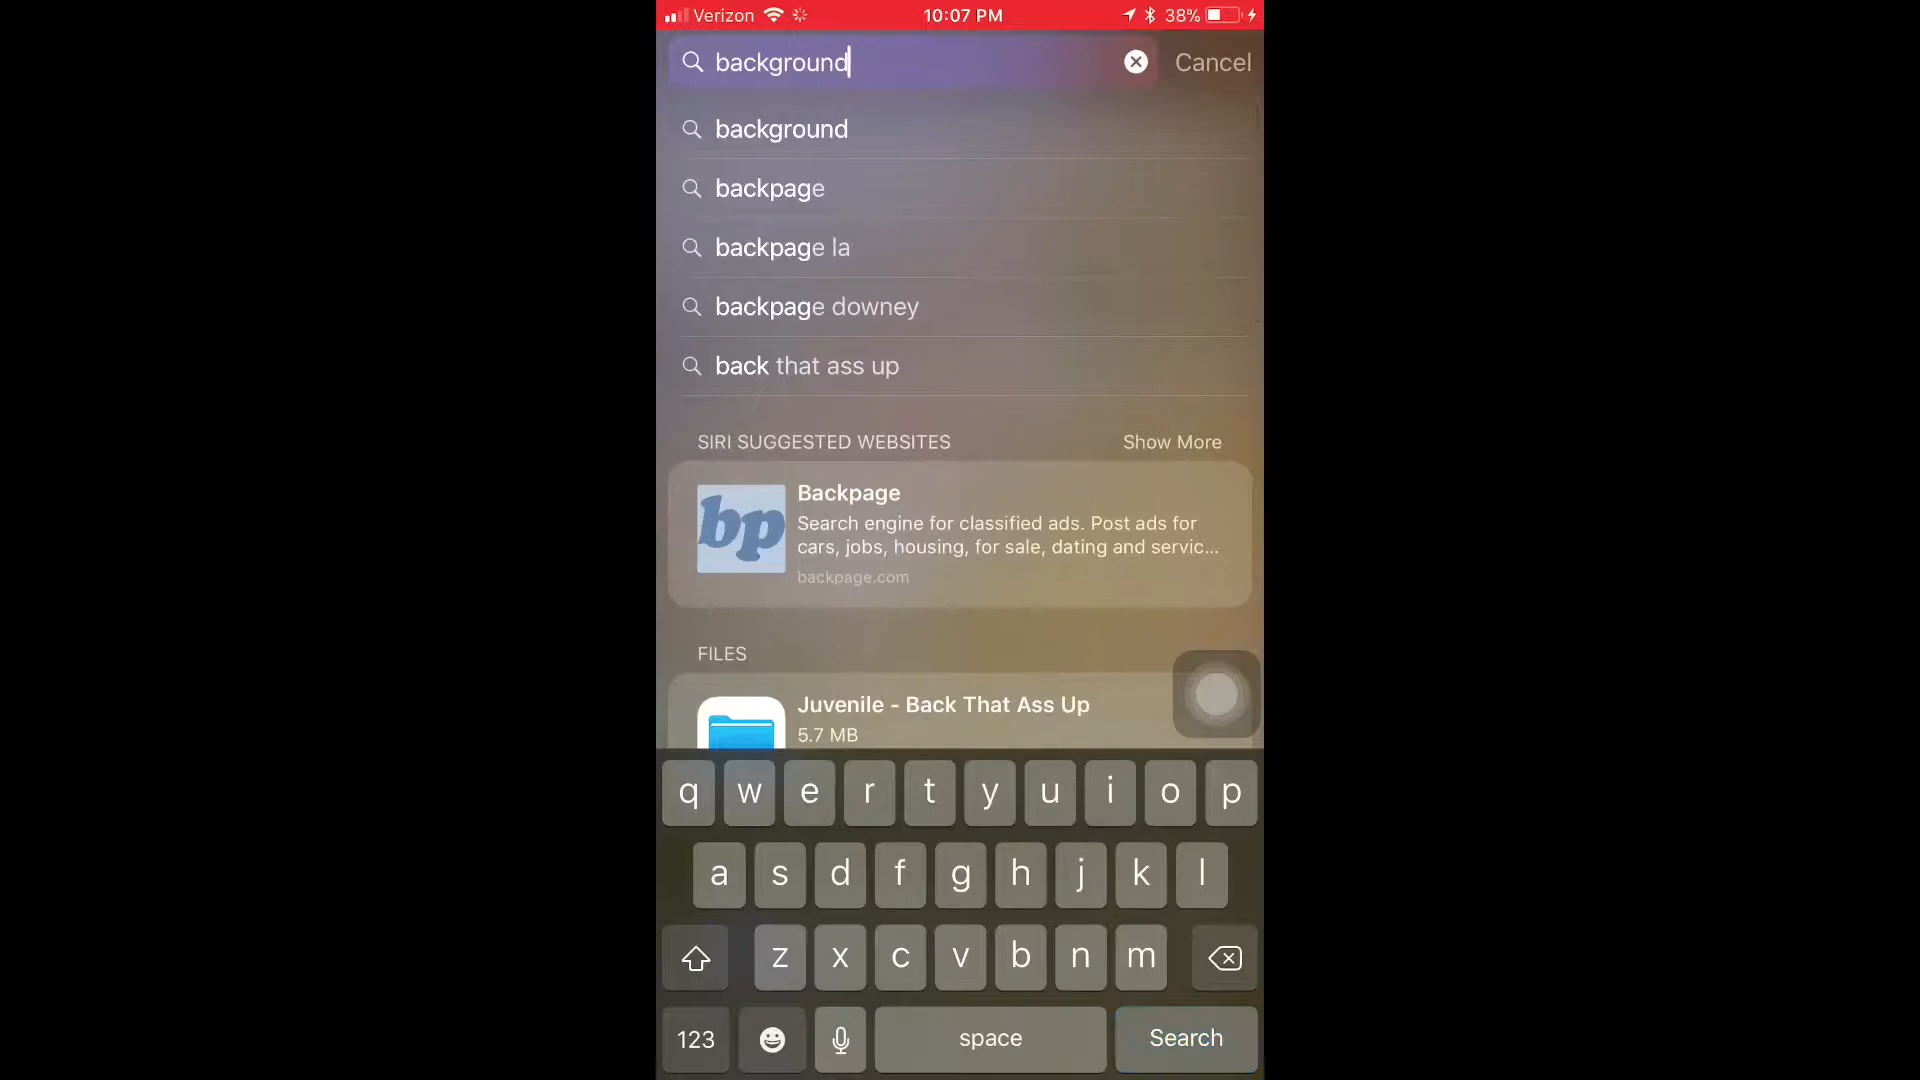 Verizon 10:07 PM 38%
background Cancel
background
backpage
backpage la
backpage downey
back that ass up
SIRI SUGGESTED WEBSITES Show More
bp
Backpage
Search engine for classified ads. Post ads for
cars, jobs, housing, for sale, dating and servic...
backpage.com
FILES
Juvenile - Back That Ass Up
5.7 MB
q w e r t y u i o p
a s d f g h j k l
z x c v b n m
123 space Search